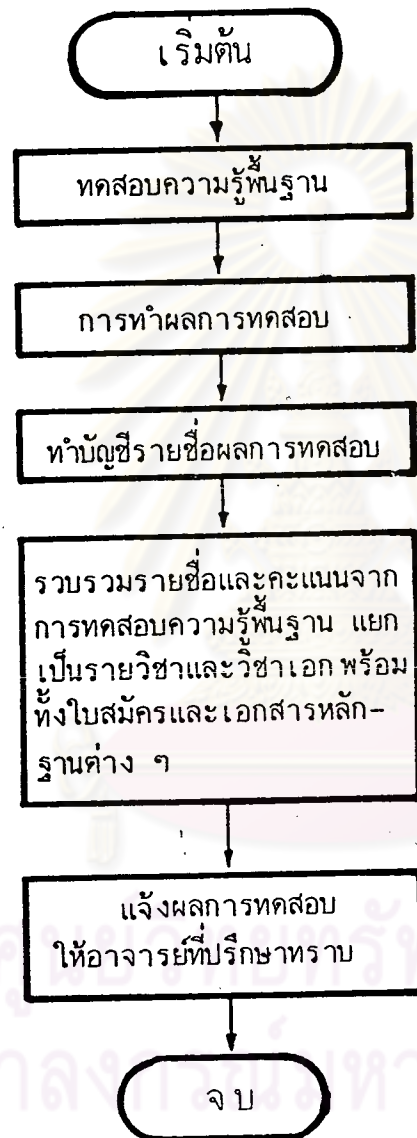 เริ่มต้น
ทดสอบความรู้พื้นฐาน
การทำผลการทดสอบ
ทำบัญชีรายชื่อผลการทดสอบ
รวบรวมรายชื่อและคะแนนจาก
การทดสอบความรู้พื้นฐาน แยก
เป็นรายวิชาและวิชาเอก พร้อม
ทั้งใบสมัครและเอกสารหลัก-
ฐานต่าง ๆ
แจ้งผลการทดสอบ
ให้อาจารย์ที่ปรึกษาทราบ
จบ